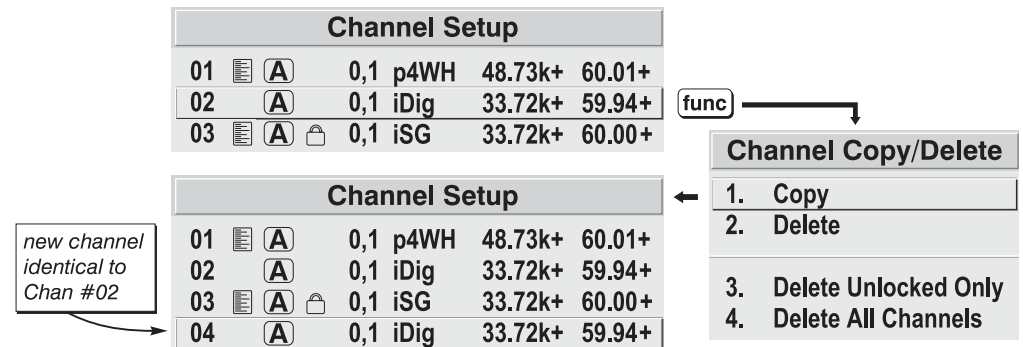 Channel Setup
01 A 0,1 p4WH 48.73k+ 60.01+
02 A 0,1 iDig 33.72k+ 59.94+
03 A 0,1 iSG 33.72k+ 60.00+
func
Channel Copy/Delete
1. Copy
2. Delete
3. Delete Unlocked Only
4. Delete All Channels
Channel Setup
01 A 0,1 p4WH 48.73k+ 60.01+
02 A 0,1 iDig 33.72k+ 59.94+
03 A 0,1 iSG 33.72k+ 60.00+
04 A 0,1 iDig 33.72k+ 59.94+
new channel
identical to
Chan #02